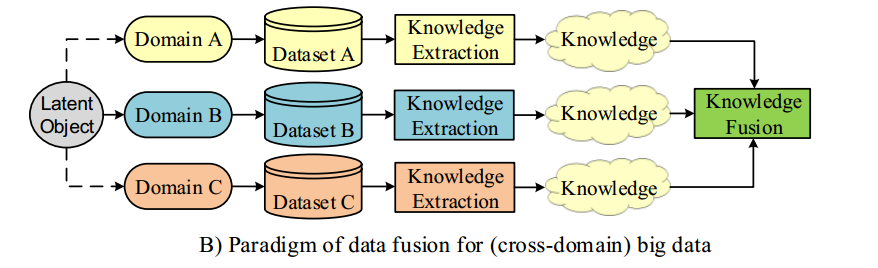 Domain A
Dataset A
Knowledge
Extraction
Knowledge
Latent
Object
Domain B
Dataset B
Knowledge
Extraction
Knowledge
Knowledge
Fusion
Domain C
Dataset C
Knowledge
Extraction
Knowledge
B) Paradigm of data fusion for (cross-domain) big data